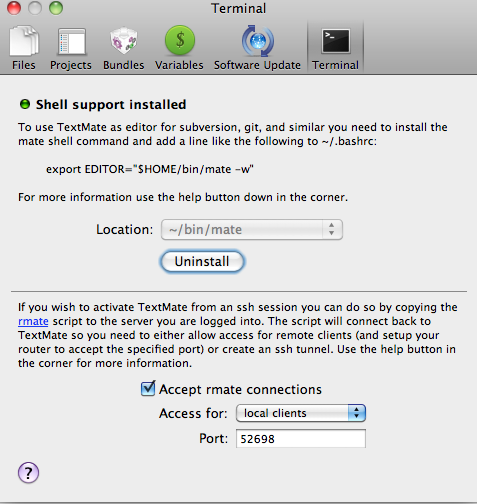 Terminal
Files Projects Bundles Variables Software Update Terminal
Shell support installed
To use TextMate as editor for subversion, git, and similar you need to install the
mate shell command and add a line like the following to ~/.bashrc:
export EDITOR="$HOME/bin/mate -w"
For more information use the help button down in the corner.
Location: ~/bin/mate
Uninstall
If you wish to activate TextMate from an ssh session you can do so by copying the
rmate script to the server you are logged into. The script will connect back to
TextMate so you need to either allow access for remote clients (and setup your
router to accept the specified port) or create an ssh tunnel. Use the help button in
the corner for more information.
Accept rmate connections
Access for: local clients
Port: 52698
?